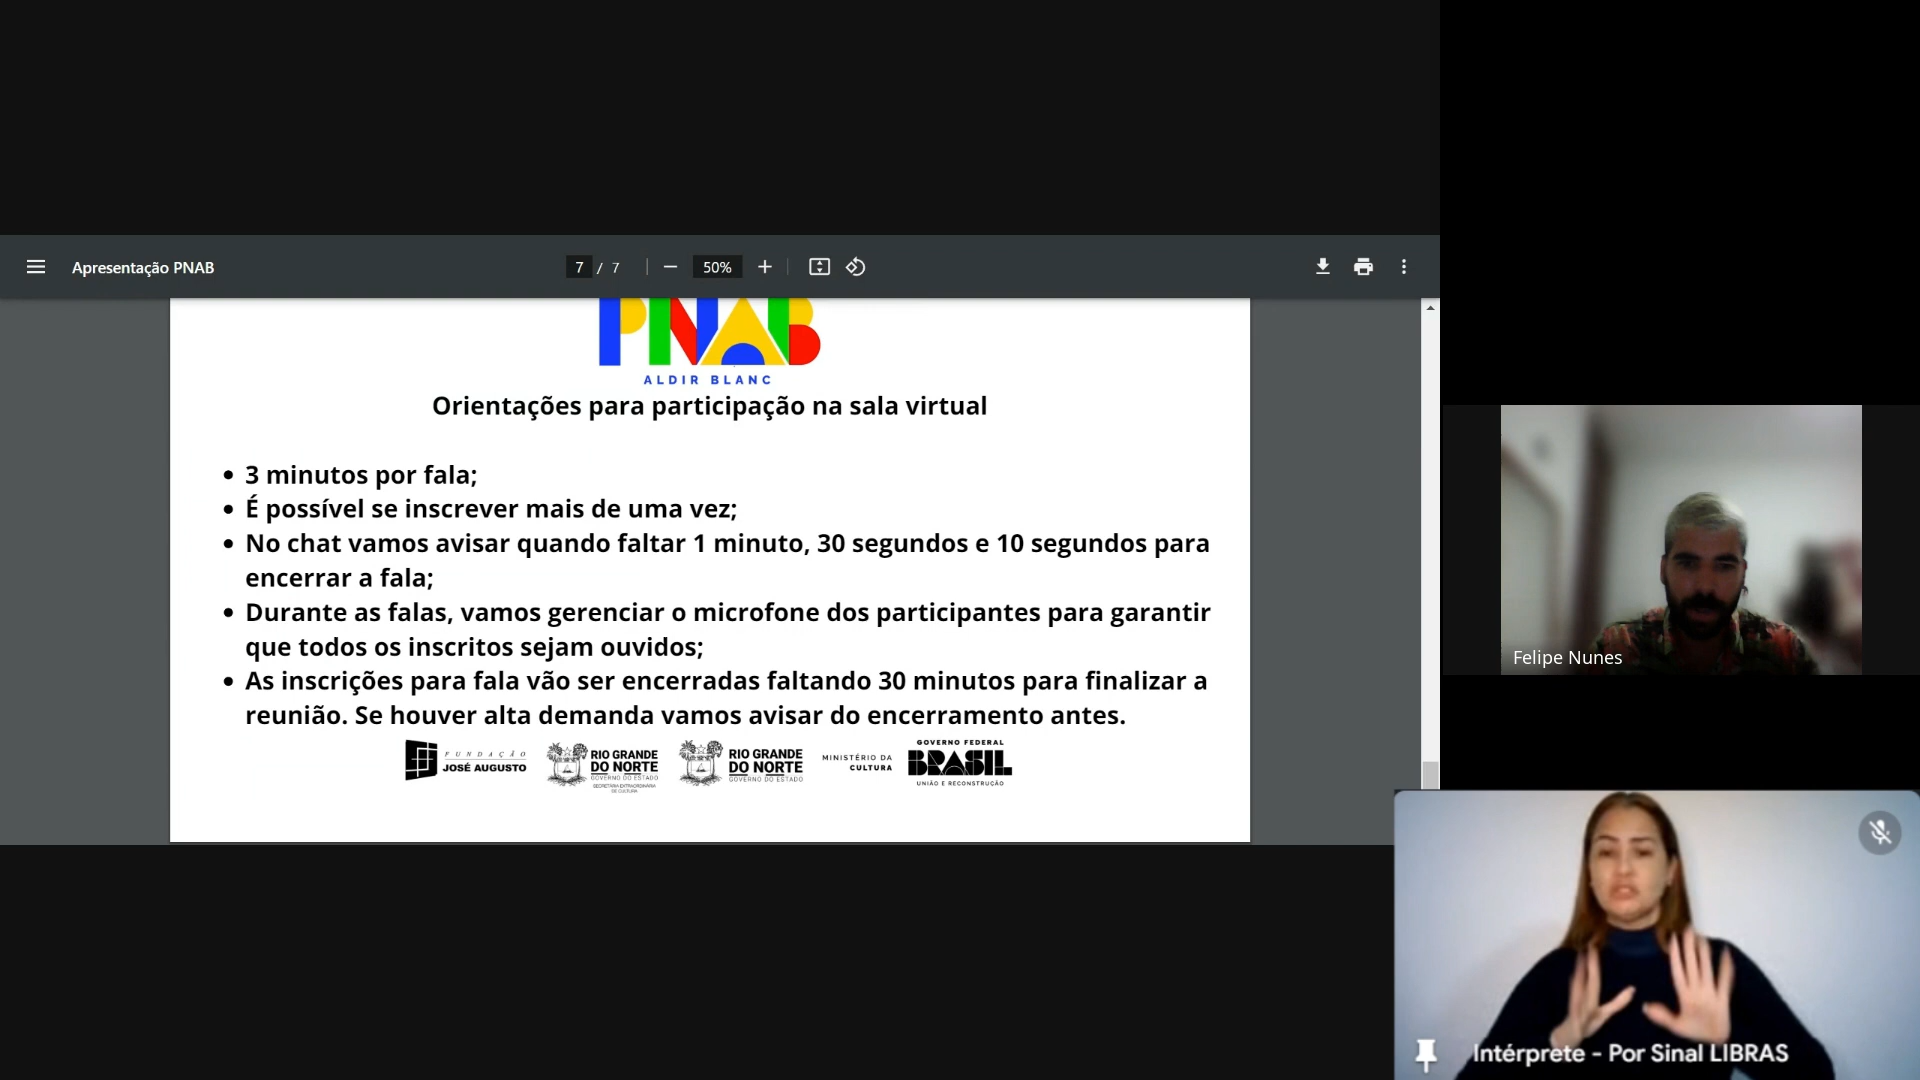 Apresentação PNAB
7 / 7
50%
PNAB
ALDIR BLANC
Orientações para participação na sala virtual
• 3 minutos por fala;
• É possível se inscrever mais de uma vez;
• No chat vamos avisar quando faltar 1 minuto, 30 segundos e 10 segundos para
encerrar a fala;
• Durante as falas, vamos gerenciar o microfone dos participantes para garantir
que todos os inscritos sejam ouvidos;
• As inscrições para fala vão ser encerradas faltando 30 minutos para finalizar a
reunião. Se houver alta demanda vamos avisar do encerramento antes.
FUNDAÇÃO
JOSÉ AUGUSTO
RIO GRANDE
DO NORTE
GOVERNO DO ESTADO
SECRETARIA EXTRAORDINÁRIA
DE CULTURA
RIO GRANDE
DO NORTE
GOVERNO DO ESTADO
MINISTÉRIO DA
CULTURA
GOVERNO FEDERAL
BRASIL
UNIÃO E RECONSTRUÇÃO
Felipe Nunes
Intérprete - Por Sinal LIBRAS